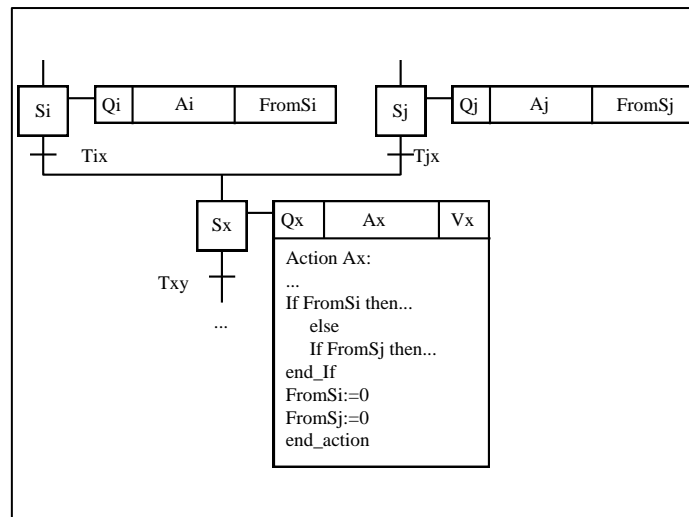 Si Qi Ai FromSi Sj Qj Aj FromSj
Tix Tjx
Sx Qx Ax Vx
Txy
...
Action Ax:
...
If FromSi then...
else
If FromSj then...
end_If
FromSi:=0
FromSj:=0
end_action